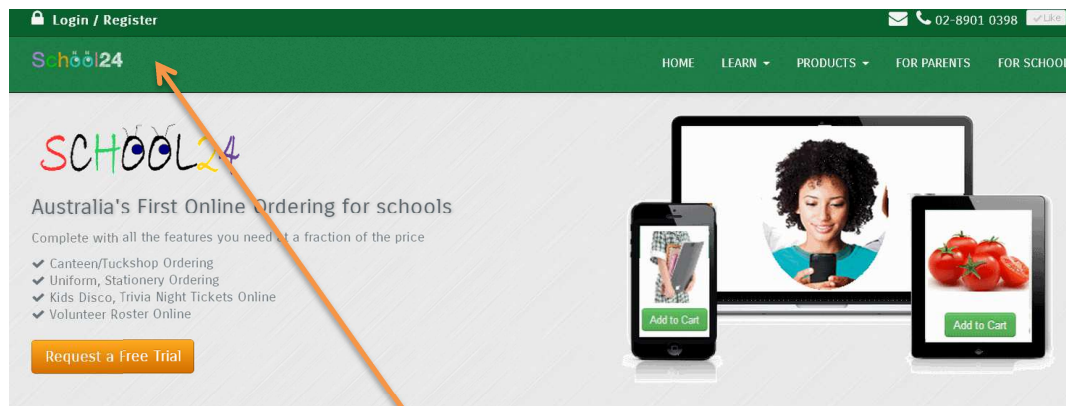 Login / Register
02-8901 0398
Like
School24
HOME LEARN PRODUCTS FOR PARENTS FOR SCHOOL
SCHOOL24
Australia's First Online Ordering for schools
Complete with all the features you need at a fraction of the price
Canteen/Tuckshop Ordering
Uniform, Stationery Ordering
Kids Disco, Trivia Night Tickets Online
Volunteer Roster Online
Request a Free Trial
Add to Cart
Add to Cart